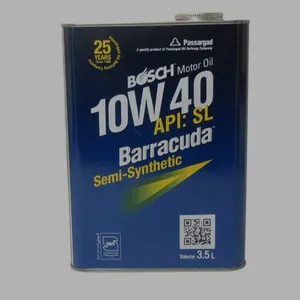 25
YEARS
Passargad
A quality product of Passargad Oil Refining Company
BOSCH Motor Oil
10W 40
API: SL
Barracuda
Semi-Synthetic
Volume 3.5 L